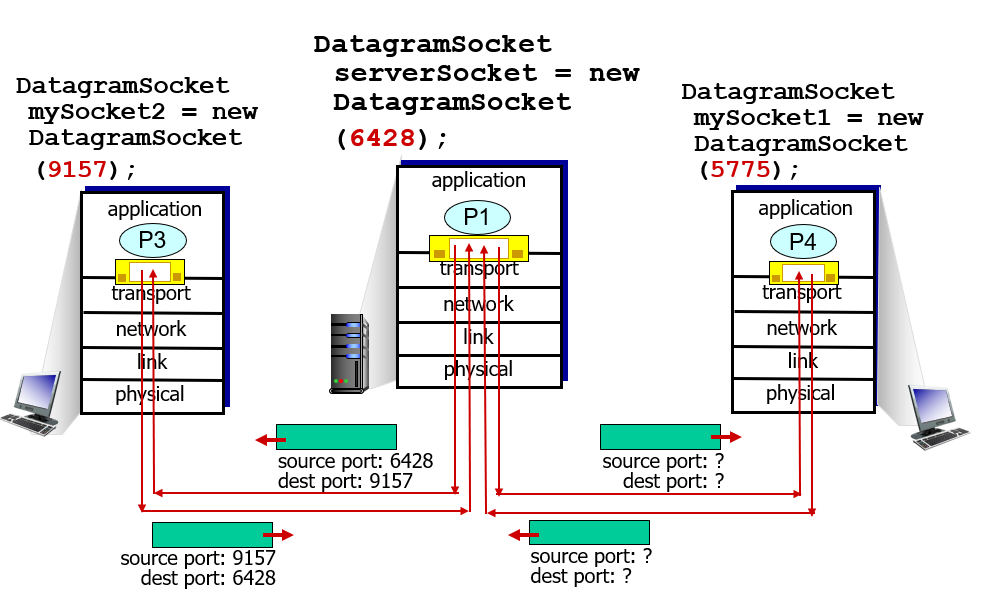 DatagramSocket
mySocket2 = new
DatagramSocket
(9157);
DatagramSocket
serverSocket = new
DatagramSocket
(6428);
DatagramSocket
mySocket1 = new
DatagramSocket
(5775);
application
P3
transport
network
link
physical
application
P1
transport
network
link
physical
application
P4
transport
network
link
physical
source port: 6428
dest port: 9157
source port: ?
dest port: ?
source port: 9157
dest port: 6428
source port: ?
dest port: ?